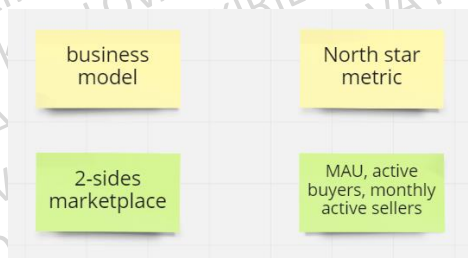 business
model
North star
metric
2-sides
marketplace
MAU, active
buyers, monthly
active sellers